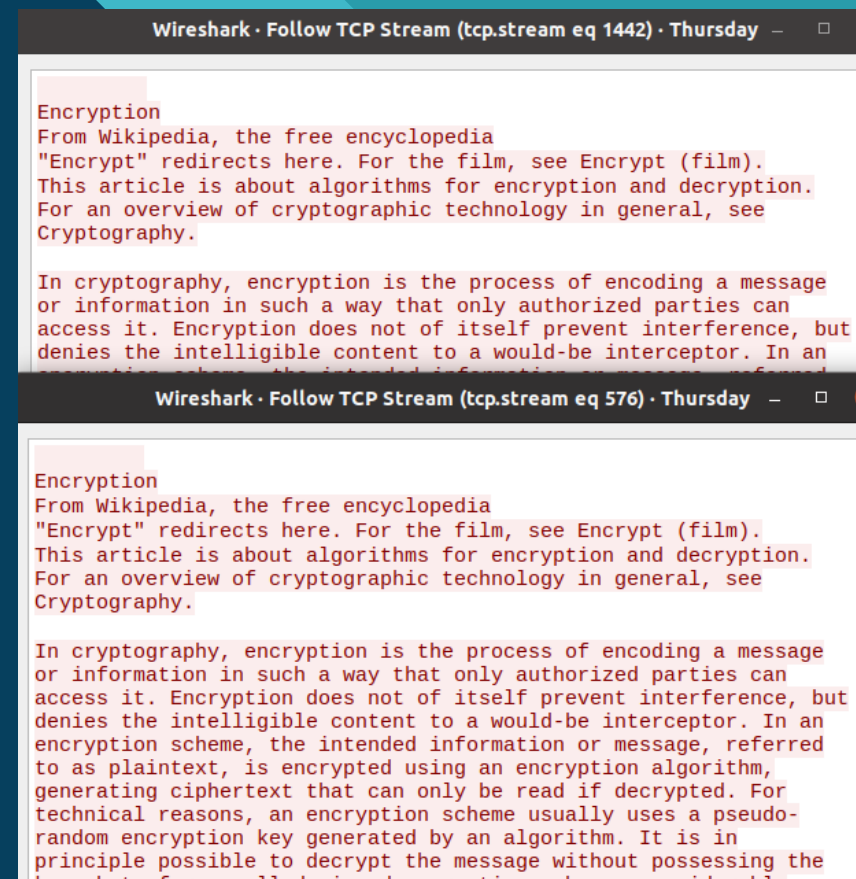 Wireshark · Follow TCP Stream (tcp.stream eq 1442) · Thursday
Encryption
From Wikipedia, the free encyclopedia
"Encrypt" redirects here. For the film, see Encrypt (film).
This article is about algorithms for encryption and decryption.
For an overview of cryptographic technology in general, see
Cryptography.
In cryptography, encryption is the process of encoding a message
or information in such a way that only authorized parties can
access it. Encryption does not of itself prevent interference, but
denies the intelligible content to a would-be interceptor. In an
Wireshark · Follow TCP Stream (tcp.stream eq 576) · Thursday
Encryption
From Wikipedia, the free encyclopedia
"Encrypt" redirects here. For the film, see Encrypt (film).
This article is about algorithms for encryption and decryption.
For an overview of cryptographic technology in general, see
Cryptography.
In cryptography, encryption is the process of encoding a message
or information in such a way that only authorized parties can
access it. Encryption does not of itself prevent interference, but
denies the intelligible content to a would-be interceptor. In an
encryption scheme, the intended information or message, referred
to as plaintext, is encrypted using an encryption algorithm,
generating ciphertext that can only be read if decrypted. For
technical reasons, an encryption scheme usually uses a pseudo-
random encryption key generated by an algorithm. It is in
principle possible to decrypt the message without possessing the